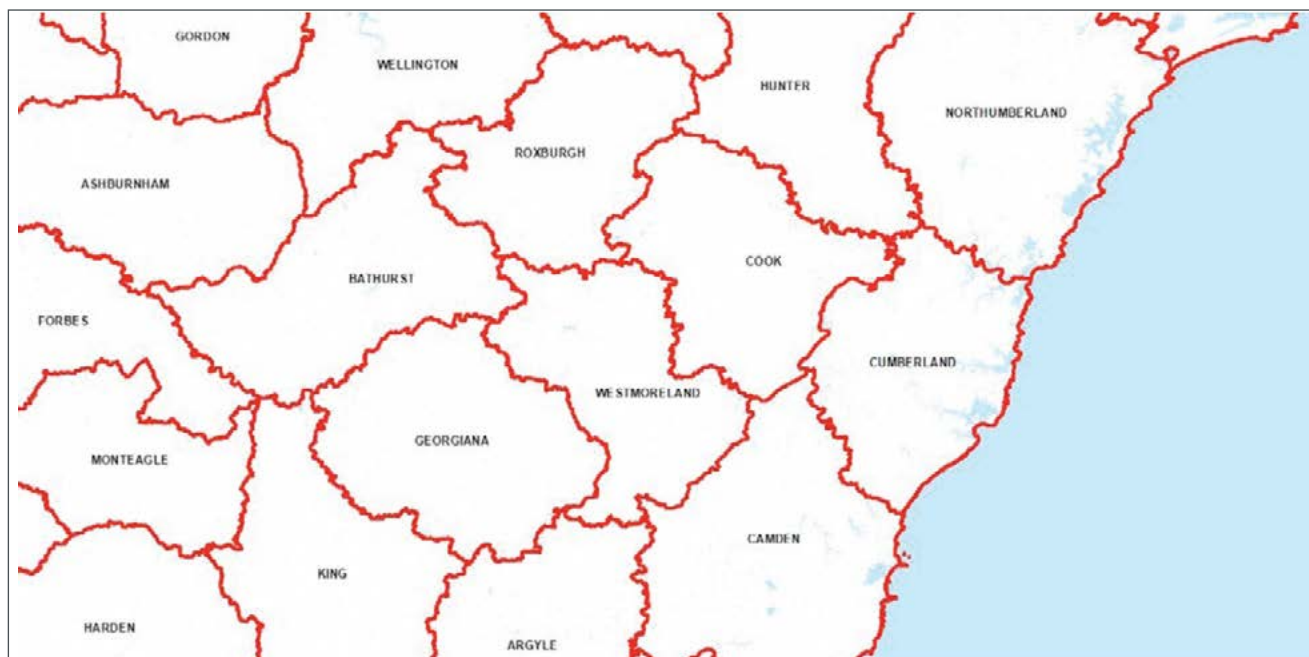 GORDON
WELLINGTON
HUNTER
NORTHUMBERLAND
ROXBURGH
ASHBURNHAM
COOK
BATHURST
FORBES
CUMBERLAND
WESTMORELAND
GEORGIANA
MONTEAGLE
CAMDEN
KING
HARDEN
ARGYLE